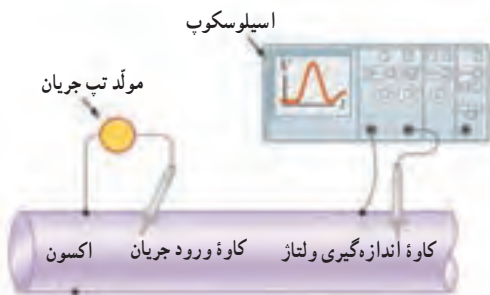 اسیلوسکوپ
مولّد تپ جریان
کاوهٔ اندازه‌گیری ولتاژ
کاوهٔ ورود جریان
اکسون